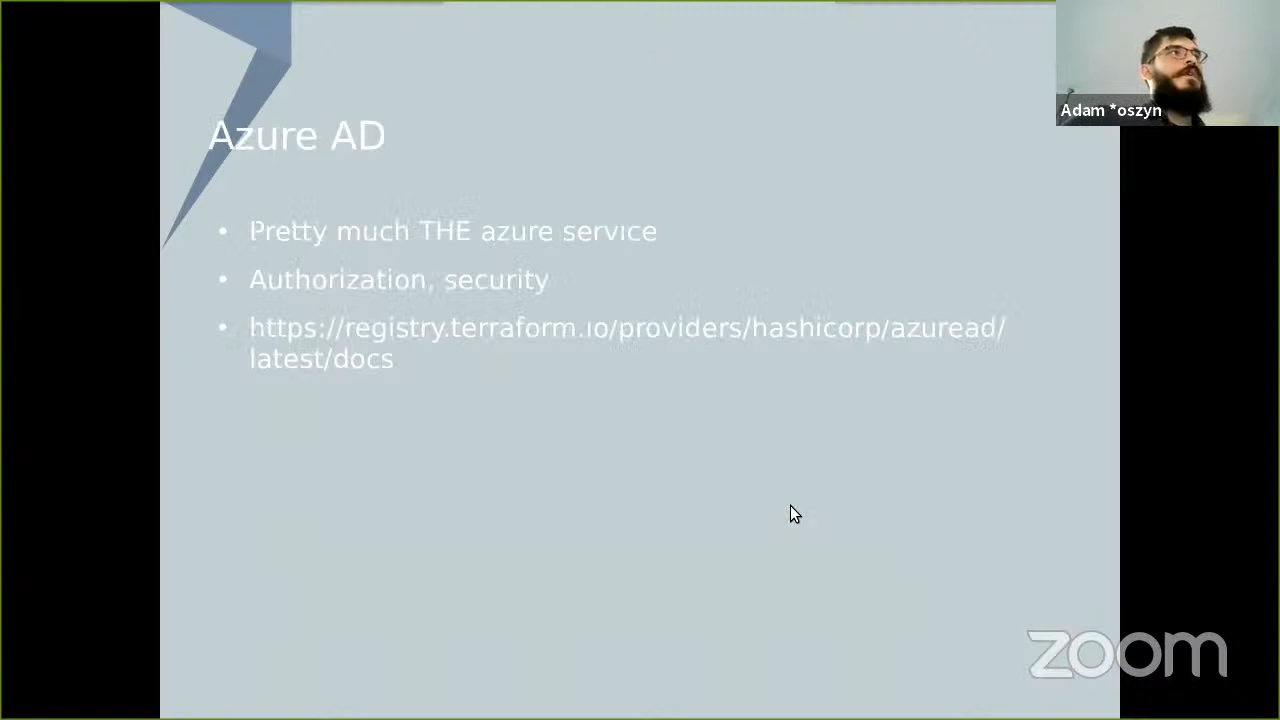 Adam *oszyn
Azure AD
• Pretty much THE azure service
• Authorization, security
• https://registry.terraform.io/providers/hashicorp/azuread/
latest/docs
zoom